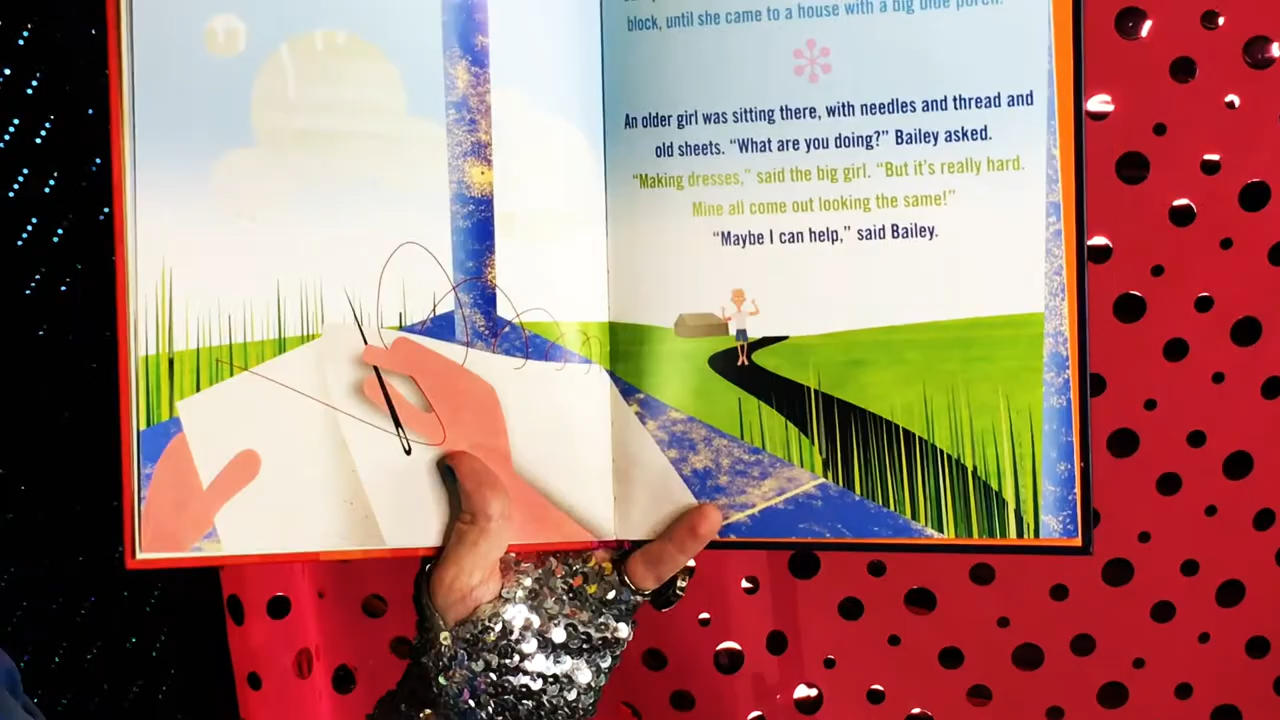 block, until she came to a house with a big blue porch.
An older girl was sitting there, with needles and thread and
old sheets. “What are you doing?” Bailey asked.
“Making dresses,” said the big girl. “But it’s really hard.
Mine all come out looking the same!”
“Maybe I can help,” said Bailey.